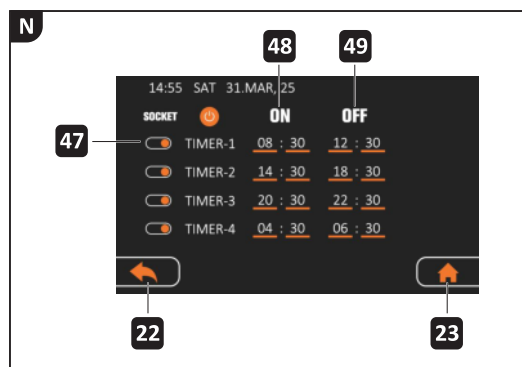 N
48 49
14:55 SAT 31.MAR, 25
SOCKET ON OFF
47
TIMER-1 08 : 30 12 : 30
TIMER-2 14 : 30 18 : 30
TIMER-3 20 : 30 22 : 30
TIMER-4 04 : 30 06 : 30
22 23